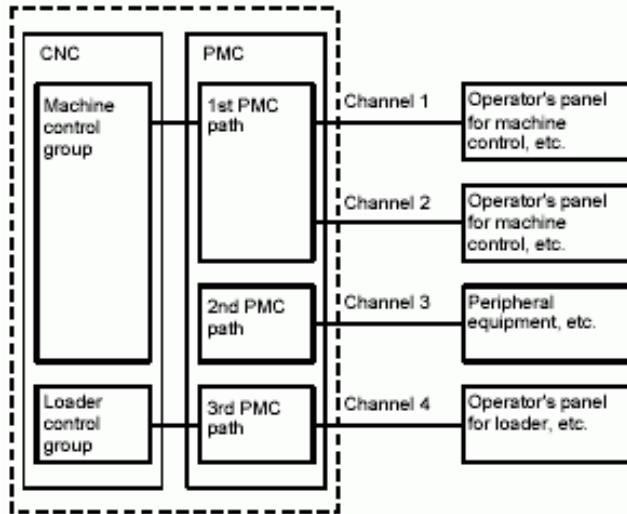 CNC
PMC
Machine
control
group
1st PMC
path
Channel 1
Operator's panel
for machine
control, etc.
Channel 2
Operator's panel
for machine
control, etc.
2nd PMC
path
Channel 3
Peripheral
equipment, etc.
Loader
control
group
3rd PMC
path
Channel 4
Operator's panel
for loader, etc.